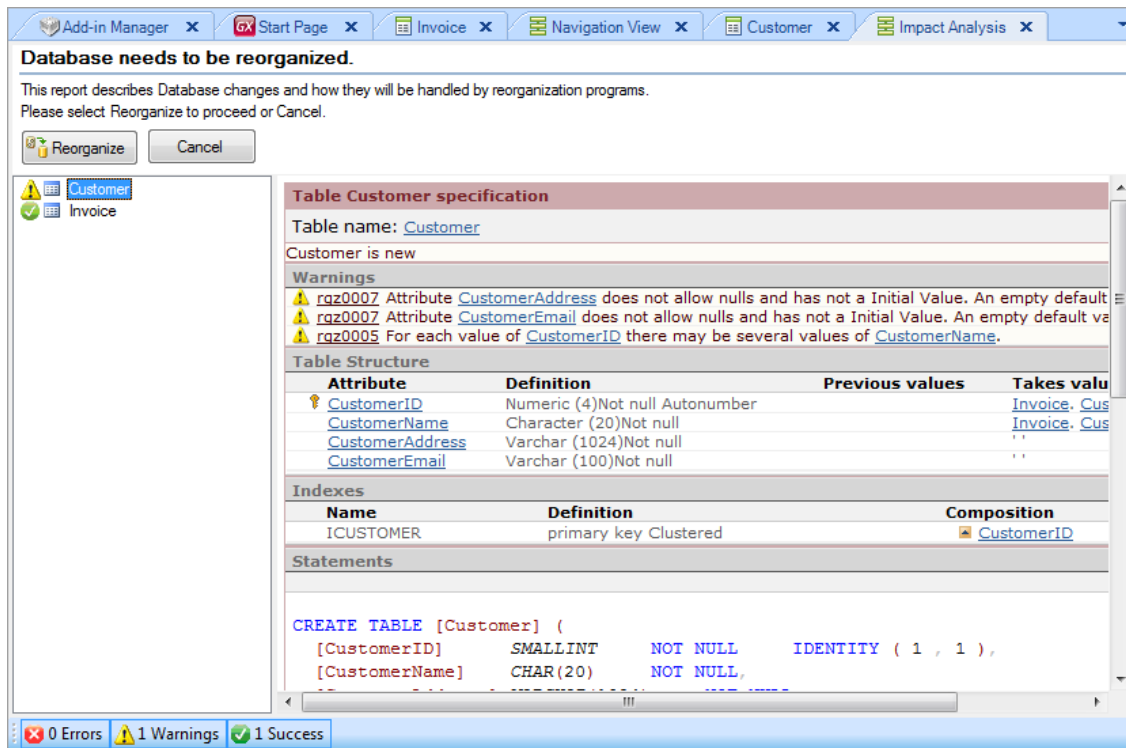 Add-in Manager X GX Start Page X Invoice X Navigation View X Customer X Impact Analysis X
Database needs to be reorganized.
This report describes Database changes and how they will be handled by reorganization programs.
Please select Reorganize to proceed or Cancel.
Reorganize Cancel
Customer
Invoice
Table Customer specification
Table name: Customer
Customer is new
Warnings
rgz0007 Attribute CustomerAddress does not allow nulls and has not a Initial Value. An empty default
rgz0007 Attribute CustomerEmail does not allow nulls and has not a Initial Value. An empty default va
rgz0005 For each value of CustomerID there may be several values of CustomerName.
Table Structure
Attribute Definition Previous values Takes valu
CustomerID Numeric (4)Not null Autonumber Invoice. Cus
CustomerName Character (20)Not null Invoice. Cus
CustomerAddress Varchar (1024)Not null ' '
CustomerEmail Varchar (100)Not null ' '
Indexes
Name Definition Composition
ICUSTOMER primary key Clustered CustomerID
Statements
CREATE TABLE [Customer] (
[CustomerID] SMALLINT NOT NULL IDENTITY ( 1 , 1 ),
[CustomerName] CHAR(20) NOT NULL,
0 Errors 1 Warnings 1 Success